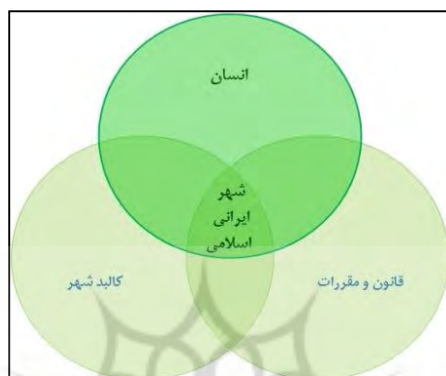 انسان
شهر
ایرانی
اسلامی
کالبد شهر
قانون و مقررات